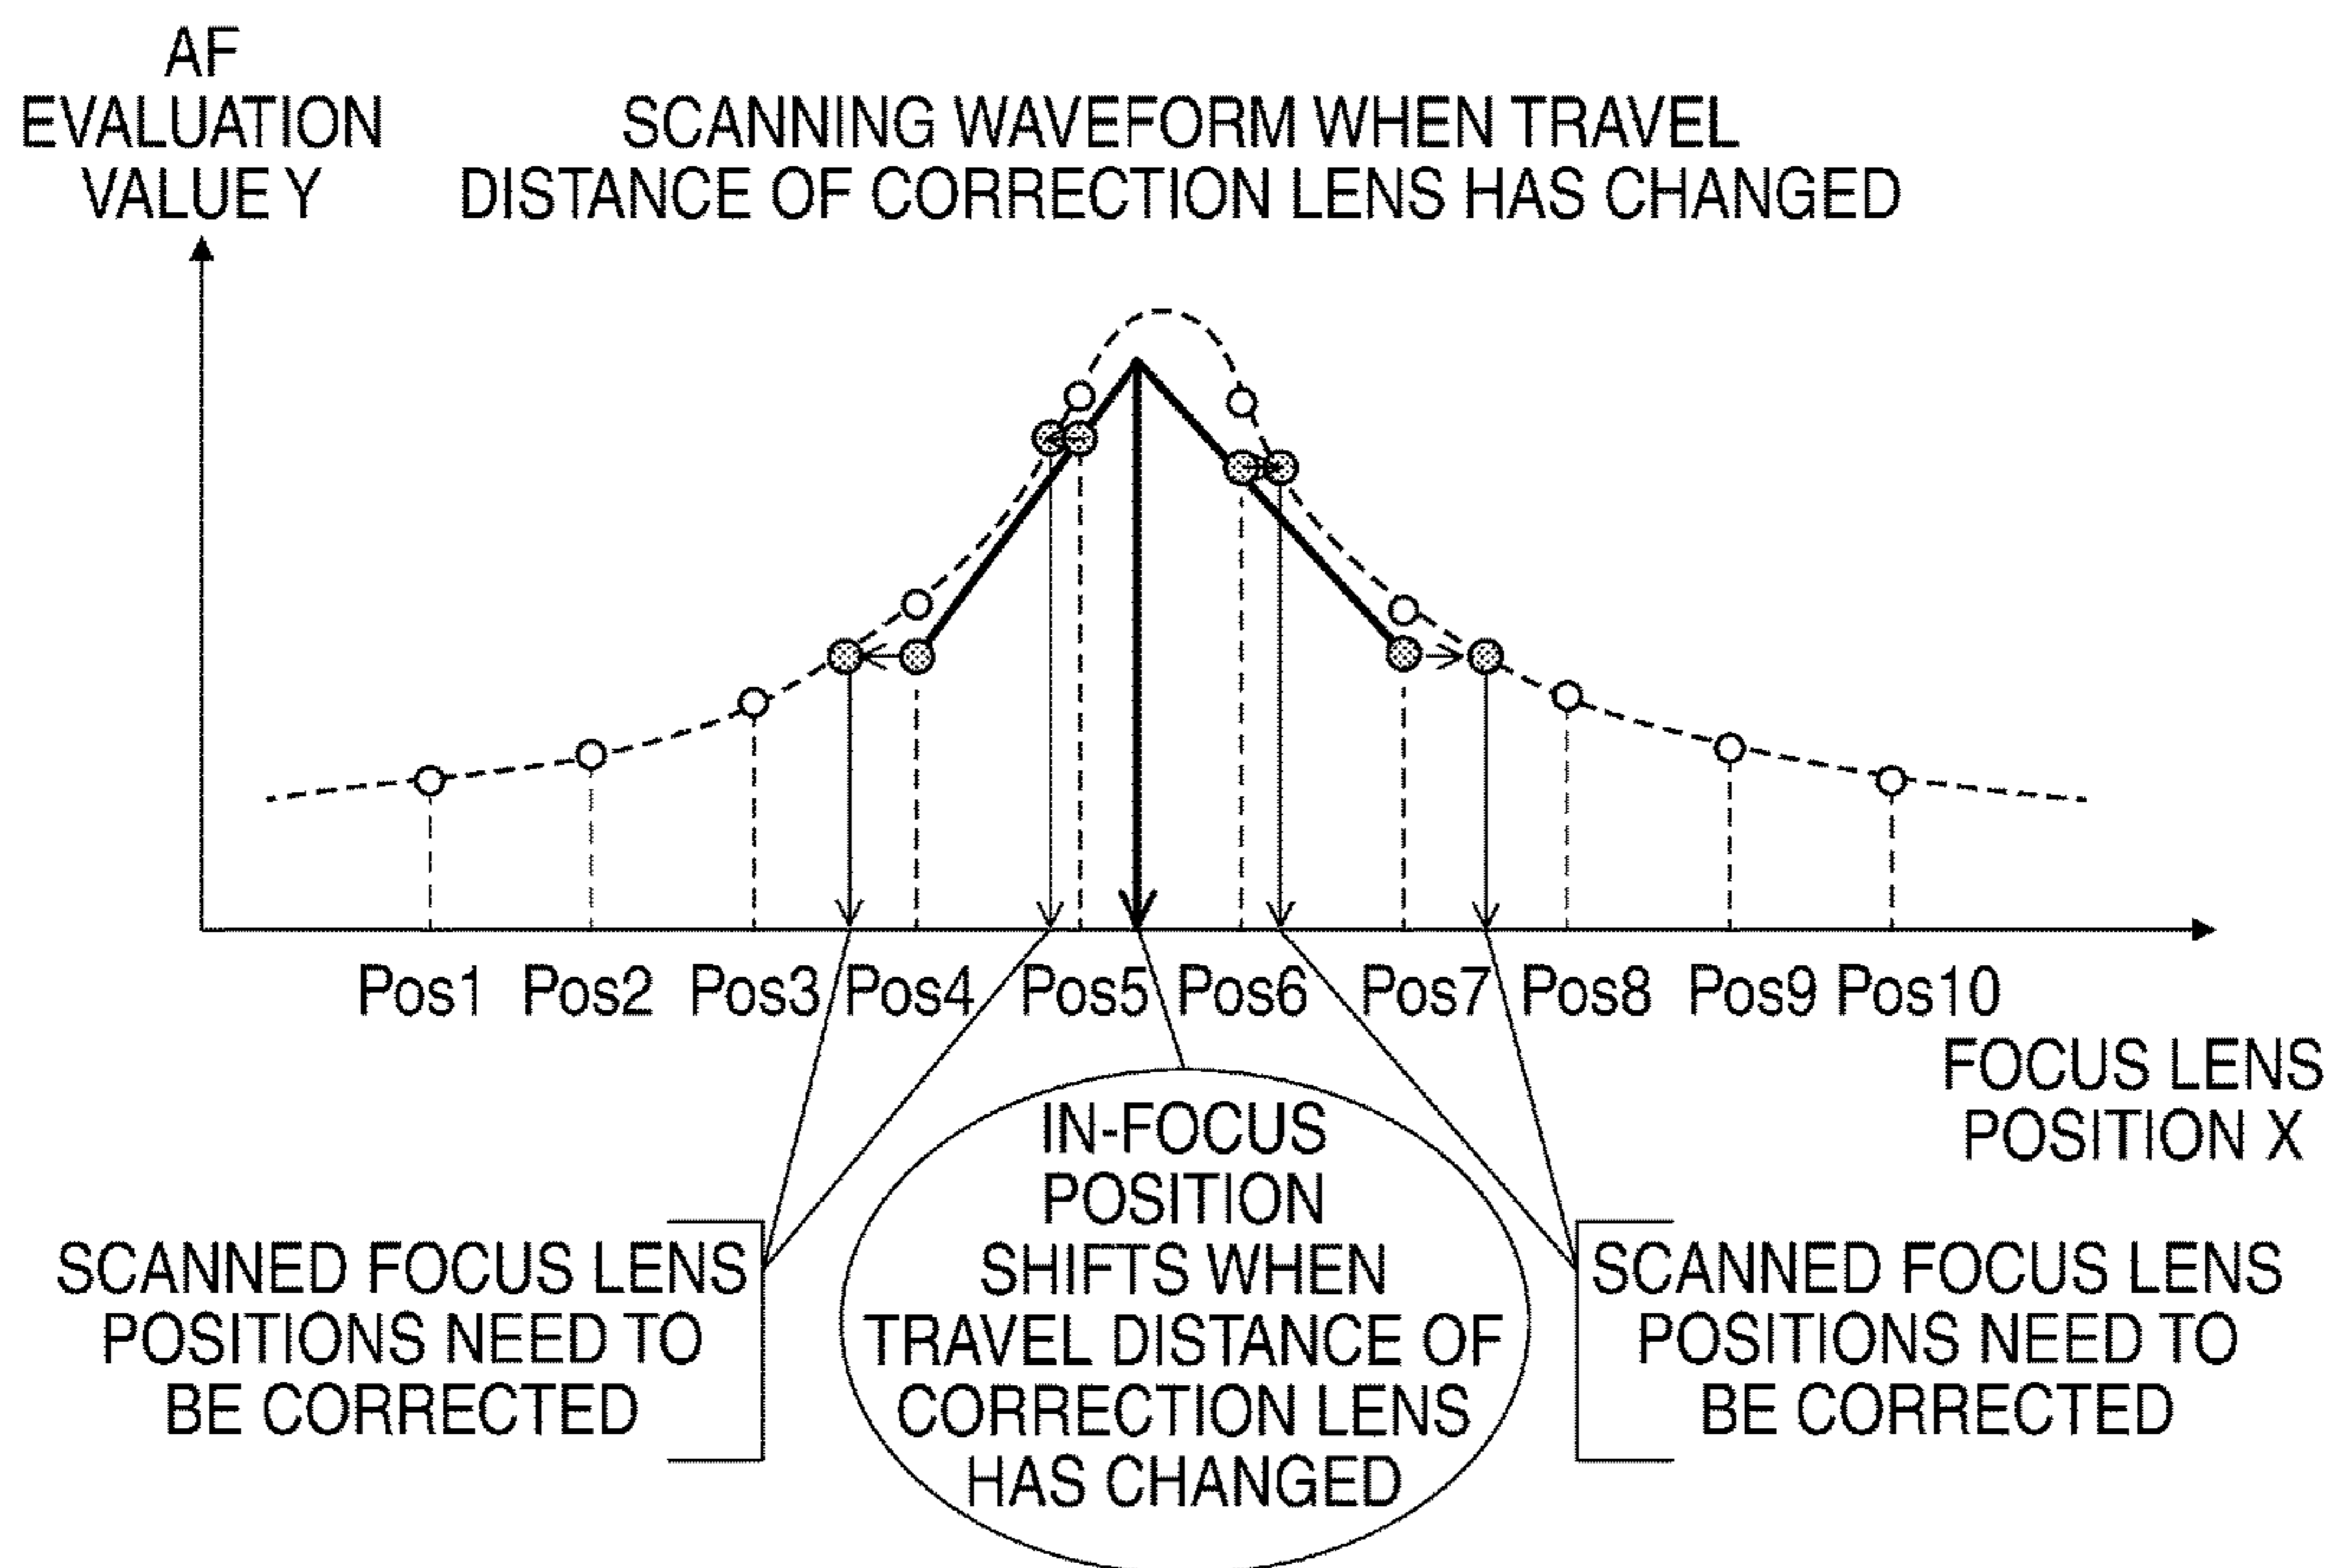 AF
EVALUATION
VALUE Y
SCANNING WAVEFORM WHEN TRAVEL
DISTANCE OF CORRECTION LENS HAS CHANGED
Pos1 Pos2 Pos3 Pos4 Pos5 Pos6 Pos7 Pos8 Pos9 Pos10
FOCUS LENS
POSITION X
SCANNED FOCUS LENS
POSITIONS NEED TO
BE CORRECTED
IN-FOCUS
POSITION
SHIFTS WHEN
TRAVEL DISTANCE OF
CORRECTION LENS
HAS CHANGED
SCANNED FOCUS LENS
POSITIONS NEED TO
BE CORRECTED